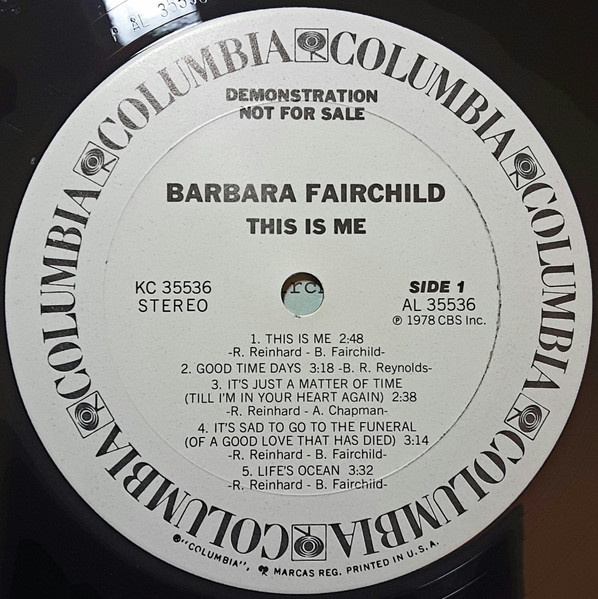 P AL 35536
COLUMBIA COLUMBIA COLUMBIA COLUMBIA COLUMBIA COLUMBIA COLUMBIA COLUMBIA
DEMONSTRATION
NOT FOR SALE
BARBARA FAIRCHILD
THIS IS ME
KC 35536
STEREO
SIDE 1
AL 35536
℗ 1978 CBS Inc.
1. THIS IS ME 2:48
-R. Reinhard - B. Fairchild-
2. GOOD TIME DAYS 3:18 -B. R. Reynolds-
3. IT'S JUST A MATTER OF TIME
(TILL I'M IN YOUR HEART AGAIN) 2:38
-R. Reinhard - A. Chapman-
4. IT'S SAD TO GO TO THE FUNERAL
(OF A GOOD LOVE THAT HAS DIED) 3:14
-R. Reinhard - B. Fairchild-
5. LIFE'S OCEAN 3:32
-R. Reinhard - B. Fairchild-
®"COLUMBIA", MARCAS REG. PRINTED IN U.S.A.